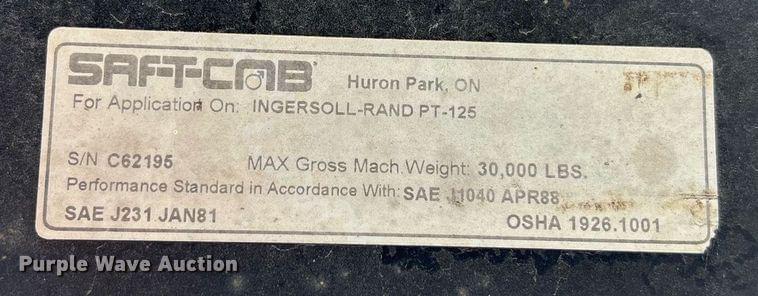 SAFT-CAB Huron Park, ON
For Application On: INGERSOLL-RAND PT-125
S/N C62195 MAX Gross Mach.Weight: 30,000 LBS.
Performance Standard in Accordance With: SAE J1040 APR88
SAE J231 JAN81 OSHA 1926.1001
Purple Wave Auction